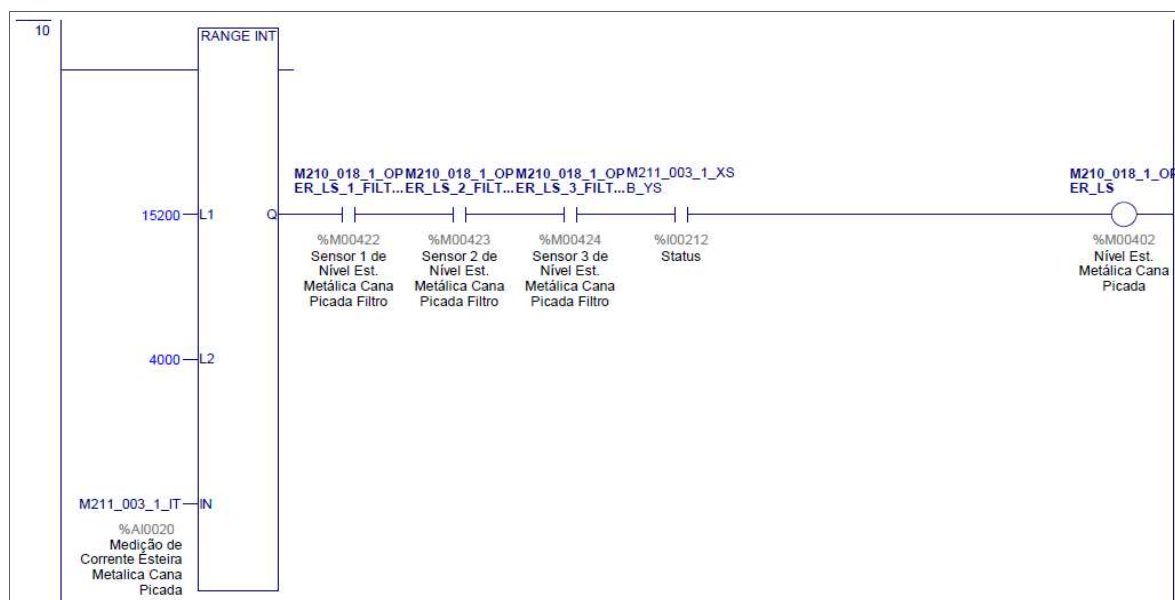 10
RANGE INT
M210_018_1_OP M210_018_1_OP M210_018_1_OP M211_003_1_XS
ER_LS_1_FILT... ER_LS_2_FILT... ER_LS_3_FILT... B_YS
M210_018_1_OP
ER_LS
15200 L1 Q
%M00422 %M00423 %M00424 %I00212 %M00402
Sensor 1 de Sensor 2 de Sensor 3 de Status Nível Est.
Nível Est. Nível Est. Nível Est. Metálica Cana
Metálica Cana Metálica Cana Metálica Cana Picada
Picada Filtro Picada Filtro Picada Filtro
4000 L2
M211_003_1_IT IN
%AI0020
Medição de
Corrente Esteira
Metalica Cana
Picada